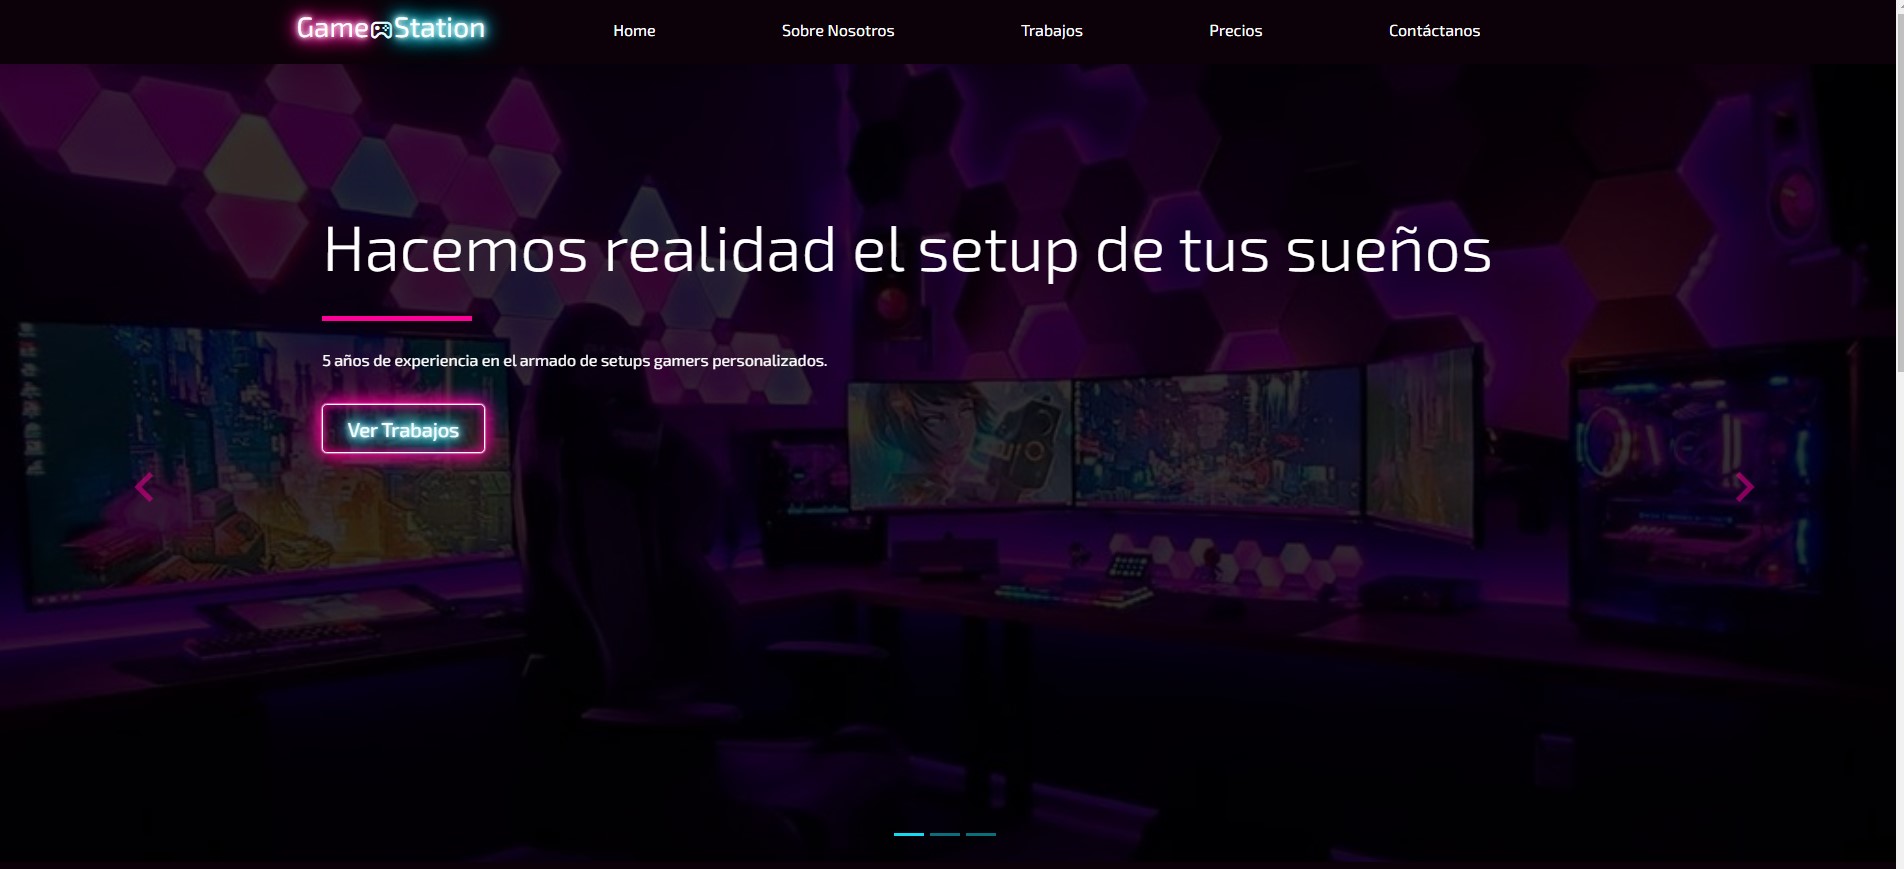 GameStation
Home
Sobre Nosotros
Trabajos
Precios
Contáctanos
Hacemos realidad el setup de tus sueños
5 años de experiencia en el armado de setups gamers personalizados.
Ver Trabajos